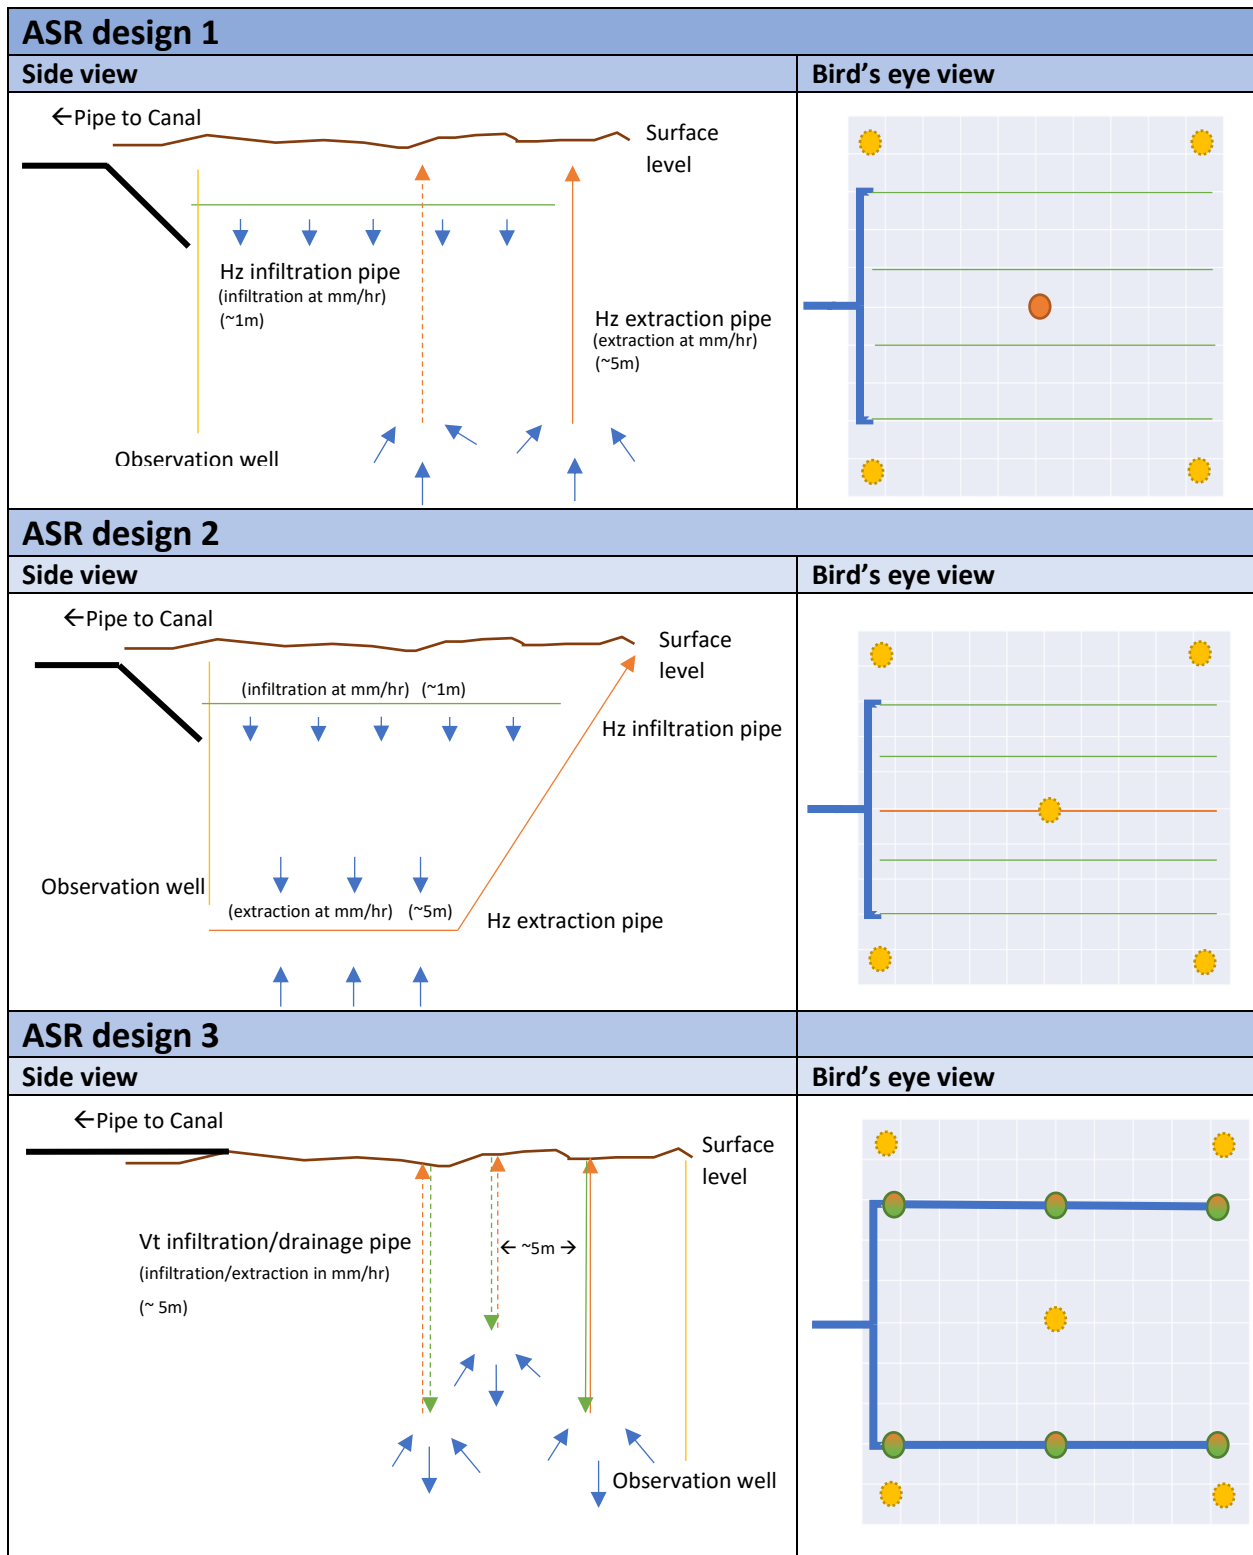 ASR design 1
Side view
Bird's eye view
←Pipe to Canal
Surface
level
Hz infiltration pipe
(infiltration at mm/hr)
(~1m)
Hz extraction pipe
(extraction at mm/hr)
(~5m)
Observation well
ASR design 2
Side view
Bird's eye view
←Pipe to Canal
Surface
level
(infiltration at mm/hr) (~1m)
Hz infiltration pipe
Observation well
(extraction at mm/hr) (~5m)
Hz extraction pipe
ASR design 3
Side view
Bird's eye view
←Pipe to Canal
Surface
level
Vt infiltration/drainage pipe
← ~5m →
(infiltration/extraction in mm/hr)
(~ 5m)
Observation well